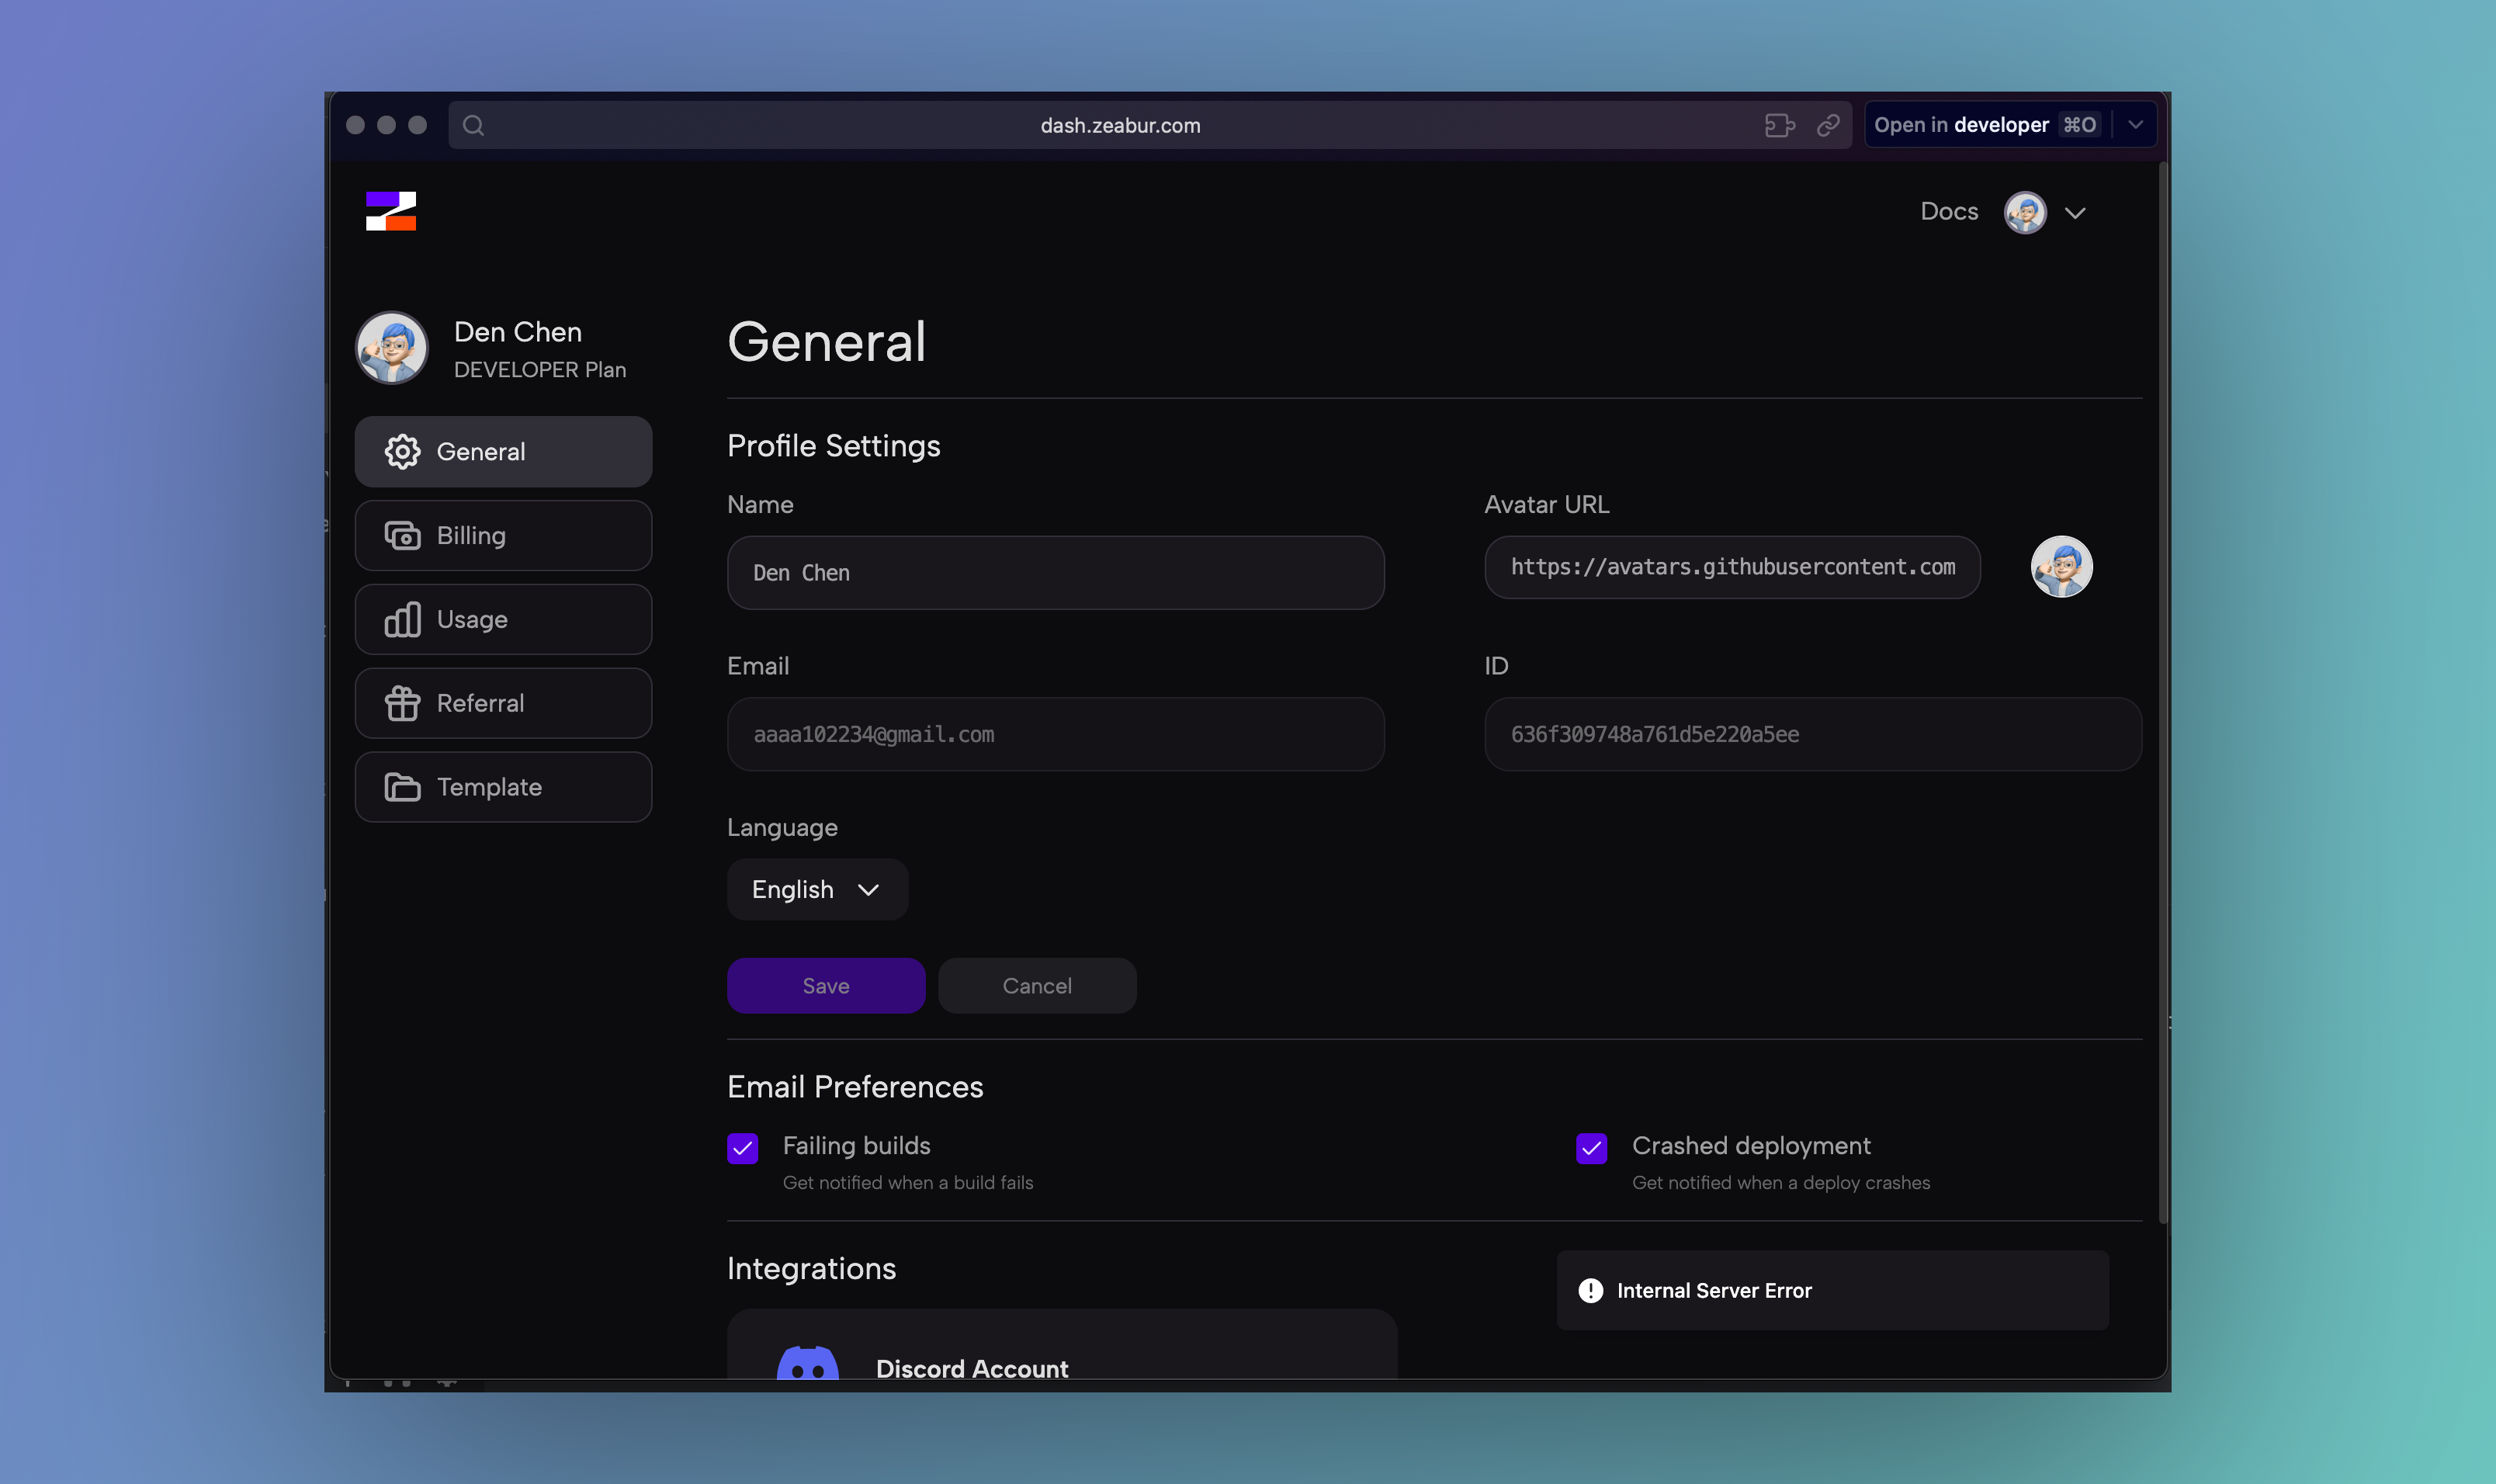 dash.zeabur.com
Open in developer ⌘O
Docs
Den Chen
DEVELOPER Plan
General
Billing
Usage
Referral
Template
General
Profile Settings
Name
Den Chen
Avatar URL
https://avatars.githubusercontent.com
Email
aaaa102234@gmail.com
ID
636f309748a761d5e220a5ee
Language
English
Save
Cancel
Email Preferences
Failing builds
Get notified when a build fails
Crashed deployment
Get notified when a deploy crashes
Integrations
Discord Account
Internal Server Error